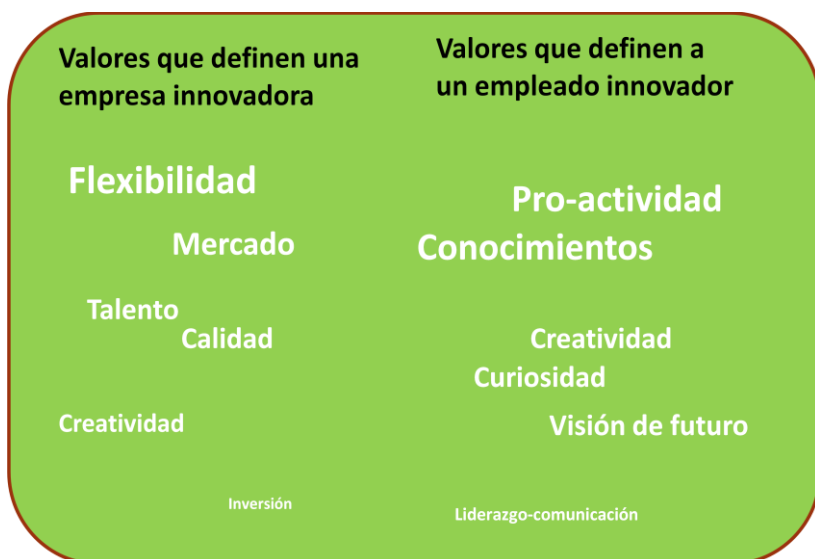 Valores que definen una
empresa innovadora
Flexibilidad
Mercado
Talento
Calidad
Creatividad
Inversión
Valores que definen a
un empleado innovador
Pro-actividad
Conocimientos
Creatividad
Curiosidad
Visión de futuro
Liderazgo-comunicación